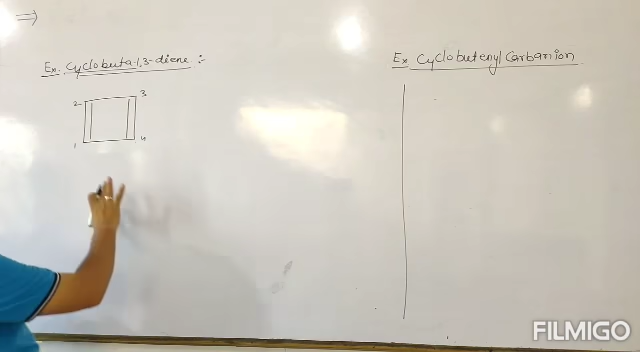 ⇒
Ex. Cyclobuta-1,3-diene :-
2 3
1 4
Ex Cyclobutenyl Carbanion
FILMIGO